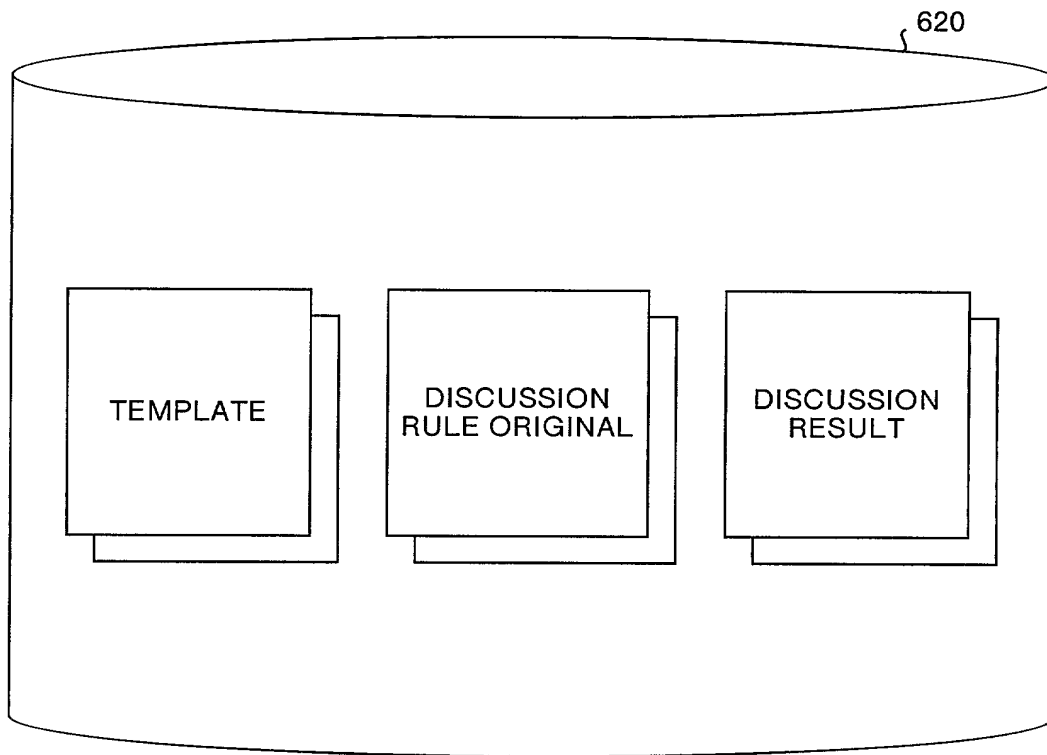 620
TEMPLATE
DISCUSSION
RULE ORIGINAL
DISCUSSION
RESULT